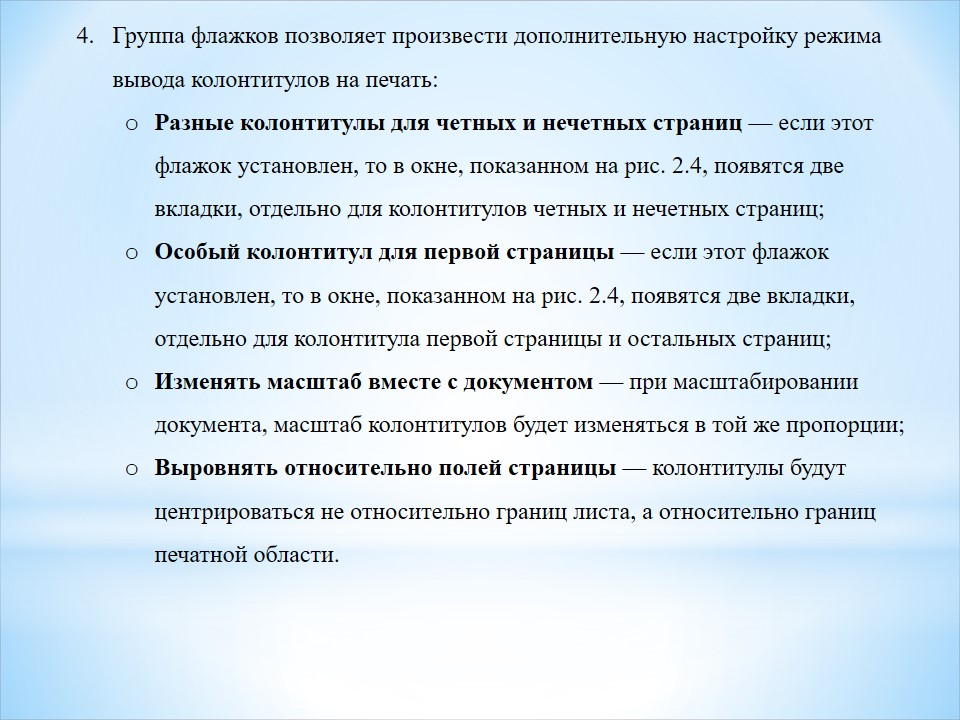 4. Группа флажков позволяет произвести дополнительную настройку режима
вывода колонтитулов на печать:
o Разные колонтитулы для четных и нечетных страниц — если этот
флажок установлен, то в окне, показанном на рис. 2.4, появятся две
вкладки, отдельно для колонтитулов четных и нечетных страниц;
o Особый колонтитул для первой страницы — если этот флажок
установлен, то в окне, показанном на рис. 2.4, появятся две вкладки,
отдельно для колонтитула первой страницы и остальных страниц;
o Изменять масштаб вместе с документом — при масштабировании
документа, масштаб колонтитулов будет изменяться в той же пропорции;
o Выровнять относительно полей страницы — колонтитулы будут
центрироваться не относительно границ листа, а относительно границ
печатной области.